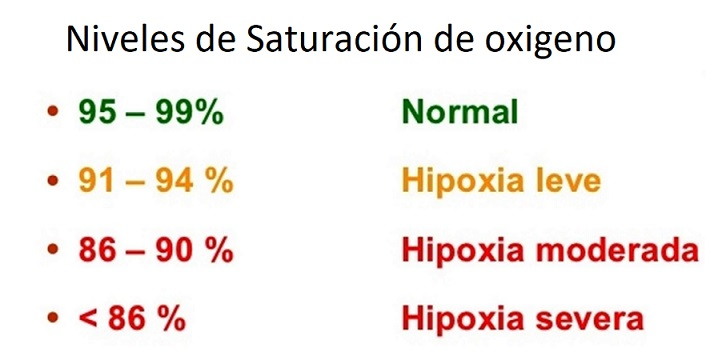 Niveles de Saturación de oxigeno
• 95 – 99% Normal
• 91 – 94 % Hipoxia leve
• 86 – 90 % Hipoxia moderada
• < 86 % Hipoxia severa